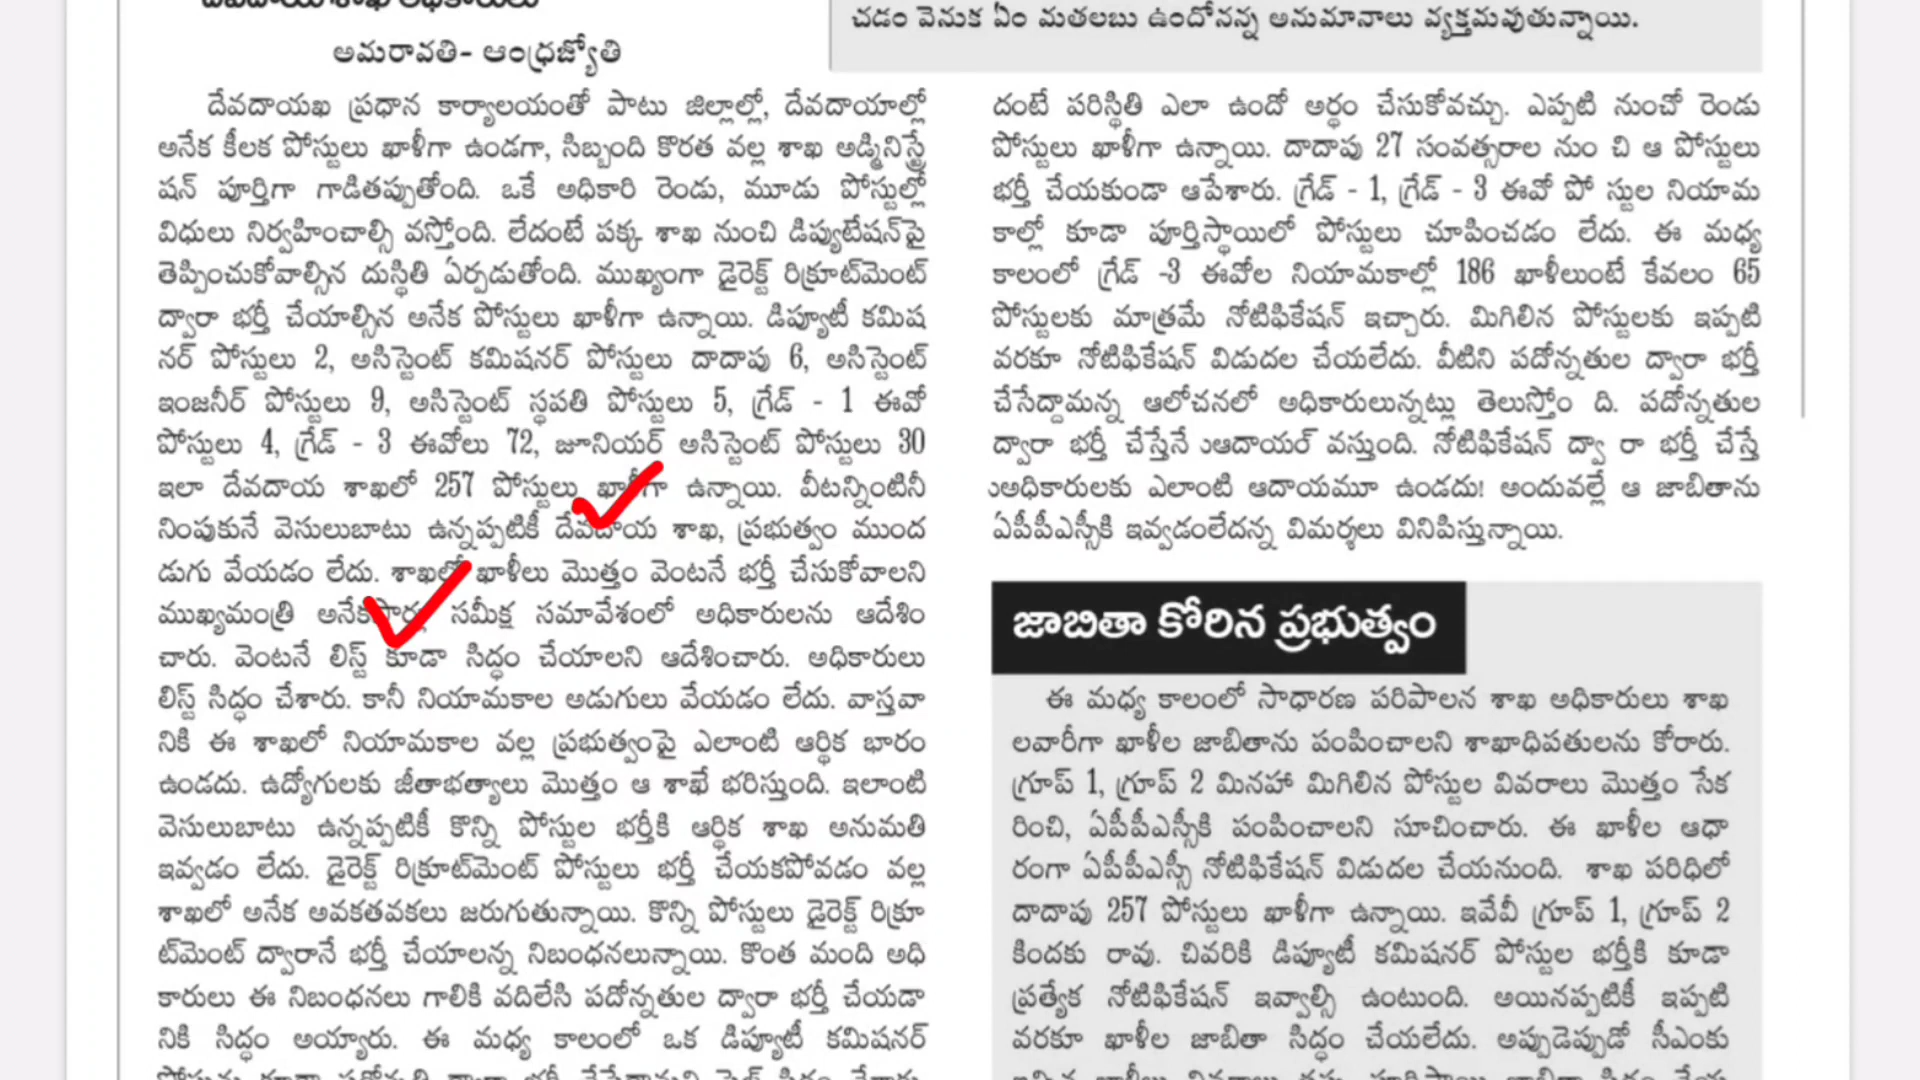 దేవదాయశాఖ అధికారులు
అమరావతి- ఆంధ్రజ్యోతి
దేవదాయఖ ప్రధాన కార్యాలయంతో పాటు జిల్లాల్లో, దేవదాయాల్లో
అనేక కీలక పోస్టులు ఖాళీగా ఉండగా, సిబ్బంది కొరత వల్ల శాఖ అడ్మినిస్ట్రే
షన్ పూర్తిగా గాడితప్పుతోంది. ఒకే అధికారి రెండు, మూడు పోస్టుల్లో
విధులు నిర్వహించాల్సి వస్తోంది. లేదంటే పక్క శాఖ నుంచి డిప్యుటేషన్‌పై
తెప్పించుకోవాల్సిన దుస్థితి ఏర్పడుతోంది. ముఖ్యంగా డైరెక్ట్ రిక్రూట్‌మెంట్
ద్వారా భర్తీ చేయాల్సిన అనేక పోస్టులు ఖాళీగా ఉన్నాయి. డిప్యూటీ కమిష
నర్ పోస్టులు 2, అసిస్టెంట్ కమిషనర్ పోస్టులు దాదాపు 6, అసిస్టెంట్
ఇంజనీర్ పోస్టులు 9, అసిస్టెంట్ స్థపతి పోస్టులు 5, గ్రేడ్ - 1 ఈవో
పోస్టులు 4, గ్రేడ్ - 3 ఈవోలు 72, జూనియర్ అసిస్టెంట్ పోస్టులు 30
ఇలా దేవదాయ శాఖలో 257 పోస్టులు ఖాళీగా ఉన్నాయి. వీటన్నింటినీ
నింపుకునే వెసులుబాటు ఉన్నప్పటికీ దేవదాయ శాఖ, ప్రభుత్వం ముంద
డుగు వేయడం లేదు. శాఖలో ఖాళీలు మొత్తం వెంటనే భర్తీ చేసుకోవాలని
ముఖ్యమంత్రి అనేకసార్లు సమీక్ష సమావేశంలో అధికారులను ఆదేశిం
చారు. వెంటనే లిస్ట్ కూడా సిద్ధం చేయాలని ఆదేశించారు. అధికారులు
లిస్ట్ సిద్ధం చేశారు. కానీ నియామకాల అడుగులు వేయడం లేదు. వాస్తవా
నికి ఈ శాఖలో నియామకాల వల్ల ప్రభుత్వంపై ఎలాంటి ఆర్థిక భారం
ఉండదు. ఉద్యోగులకు జీతాభత్యాలు మొత్తం ఆ శాఖే భరిస్తుంది. ఇలాంటి
వెసులుబాటు ఉన్నప్పటికీ కొన్ని పోస్టుల భర్తీకి ఆర్థిక శాఖ అనుమతి
ఇవ్వడం లేదు. డైరెక్ట్ రిక్రూట్‌మెంట్ పోస్టులు భర్తీ చేయకపోవడం వల్ల
శాఖలో అనేక అవకతవకలు జరుగుతున్నాయి. కొన్ని పోస్టులు డైరెక్ట్ రిక్రూ
ట్‌మెంట్ ద్వారానే భర్తీ చేయాలన్న నిబంధనలున్నాయి. కొంత మంది అధి
కారులు ఈ నిబంధనలు గాలికి వదిలేసి పదోన్నతుల ద్వారా భర్తీ చేయడా
నికి సిద్ధం అయ్యారు. ఈ మధ్య కాలంలో ఒక డిప్యూటీ కమిషనర్
చడం వెనుక ఏం మతలబు ఉందోనన్న అనుమానాలు వ్యక్తమవుతున్నాయి.
దంటే పరిస్థితి ఎలా ఉందో అర్థం చేసుకోవచ్చు. ఎప్పటి నుంచో రెండు
పోస్టులు ఖాళీగా ఉన్నాయి. దాదాపు 27 సంవత్సరాల నుం చి ఆ పోస్టులు
భర్తీ చేయకుండా ఆపేశారు. గ్రేడ్ - 1, గ్రేడ్ - 3 ఈవో పో స్టుల నియామ
కాల్లో కూడా పూర్తిస్థాయిలో పోస్టులు చూపించడం లేదు. ఈ మధ్య
కాలంలో గ్రేడ్ -3 ఈవోల నియామకాల్లో 186 ఖాళీలుంటే కేవలం 65
పోస్టులకు మాత్రమే నోటిఫికేషన్ ఇచ్చారు. మిగిలిన పోస్టులకు ఇప్పటి
వరకూ నోటిఫికేషన్ విడుదల చేయలేదు. వీటిని పదోన్నతుల ద్వారా భర్తీ
చేసేద్దామన్న ఆలోచనలో అధికారులున్నట్లు తెలుస్తోం ది. పదోన్నతుల
ద్వారా భర్తీ చేస్తేనే ఆదాయర్ వస్తుంది. నోటిఫికేషన్ ద్వా రా భర్తీ చేస్తే
అధికారులకు ఎలాంటి ఆదాయమూ ఉండదు! అందువల్లే ఆ జాబితాను
ఏపీపీఎస్సీకి ఇవ్వడంలేదన్న విమర్శలు వినిపిస్తున్నాయి.
జాబితా కోరిన ప్రభుత్వం
ఈ మధ్య కాలంలో సాధారణ పరిపాలన శాఖ అధికారులు శాఖ
లవారీగా ఖాళీల జాబితాను పంపించాలని శాఖాధిపతులను కోరారు.
గ్రూప్ 1, గ్రూప్ 2 మినహా మిగిలిన పోస్టుల వివరాలు మొత్తం సేక
రించి, ఏపీపీఎస్సీకి పంపించాలని సూచించారు. ఈ ఖాళీల ఆధా
రంగా ఏపీపీఎస్సీ నోటిఫికేషన్ విడుదల చేయనుంది. శాఖ పరిధిలో
దాదాపు 257 పోస్టులు ఖాళీగా ఉన్నాయి. ఇవేవీ గ్రూప్ 1, గ్రూప్ 2
కిందకు రావు. చివరికి డిప్యూటీ కమిషనర్ పోస్టుల భర్తీకి కూడా
ప్రత్యేక నోటిఫికేషన్ ఇవ్వాల్సి ఉంటుంది. అయినప్పటికీ ఇప్పటి
వరకూ ఖాళీల జాబితా సిద్ధం చేయలేదు. అప్పుడెప్పుడో సీఎంకు